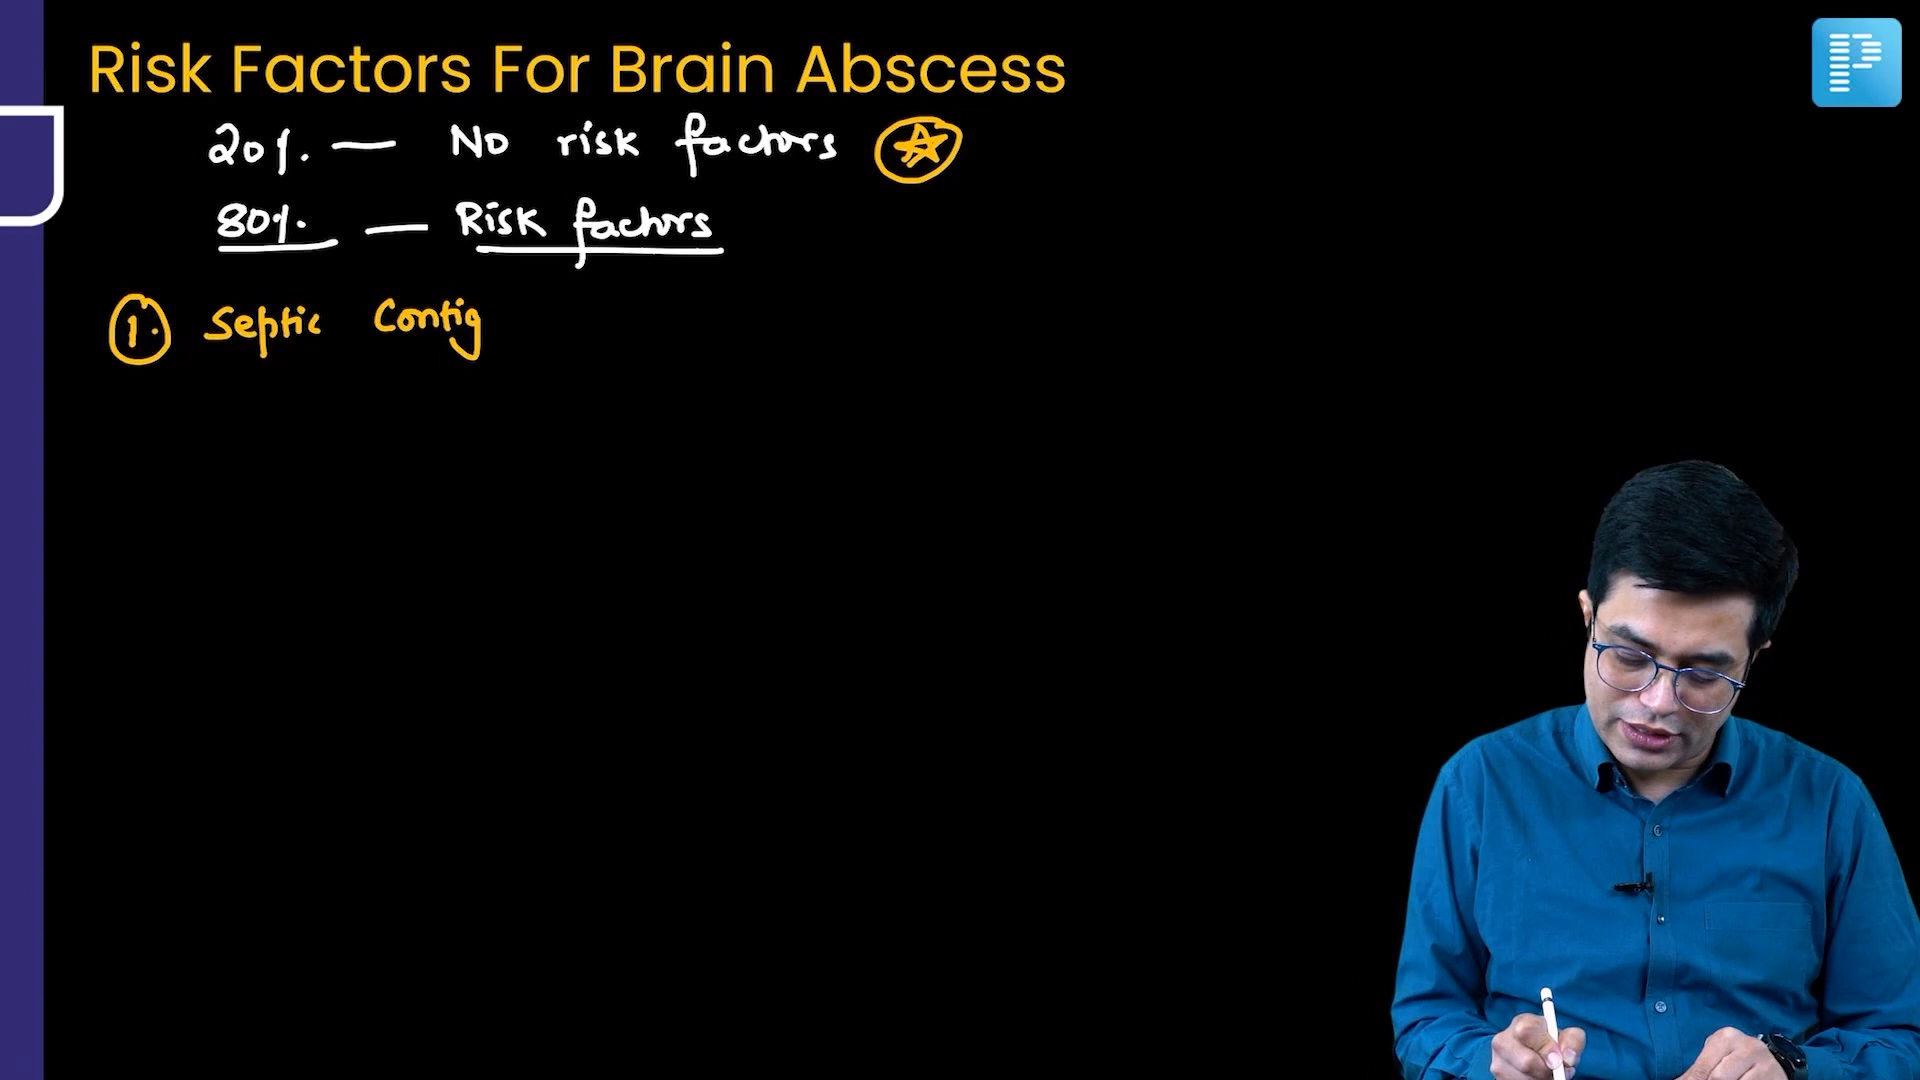 Risk Factors For Brain Abscess
20%. — No risk factors
80%. — Risk factors
1. Septic Contig